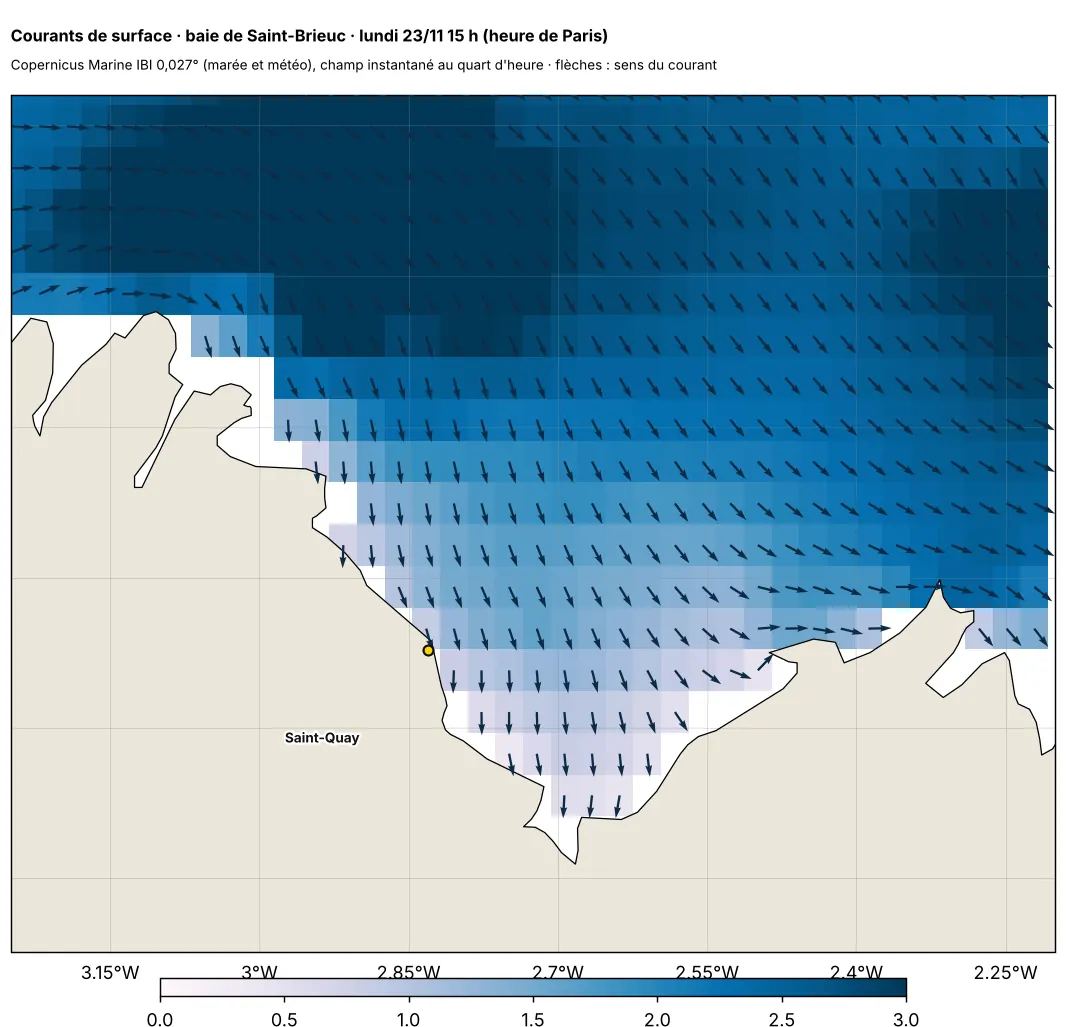 Courants de surface · baie de Saint-Brieuc · lundi 23/11 15 h (heure de Paris)
Copernicus Marine IBI 0,027° (marée et météo), champ instantané au quart d'heure · flèches : sens du courant
Saint-Quay
3.15°W 3°W 2.85°W 2.7°W 2.55°W 2.4°W 2.25°W
0.0 0.5 1.0 1.5 2.0 2.5 3.0